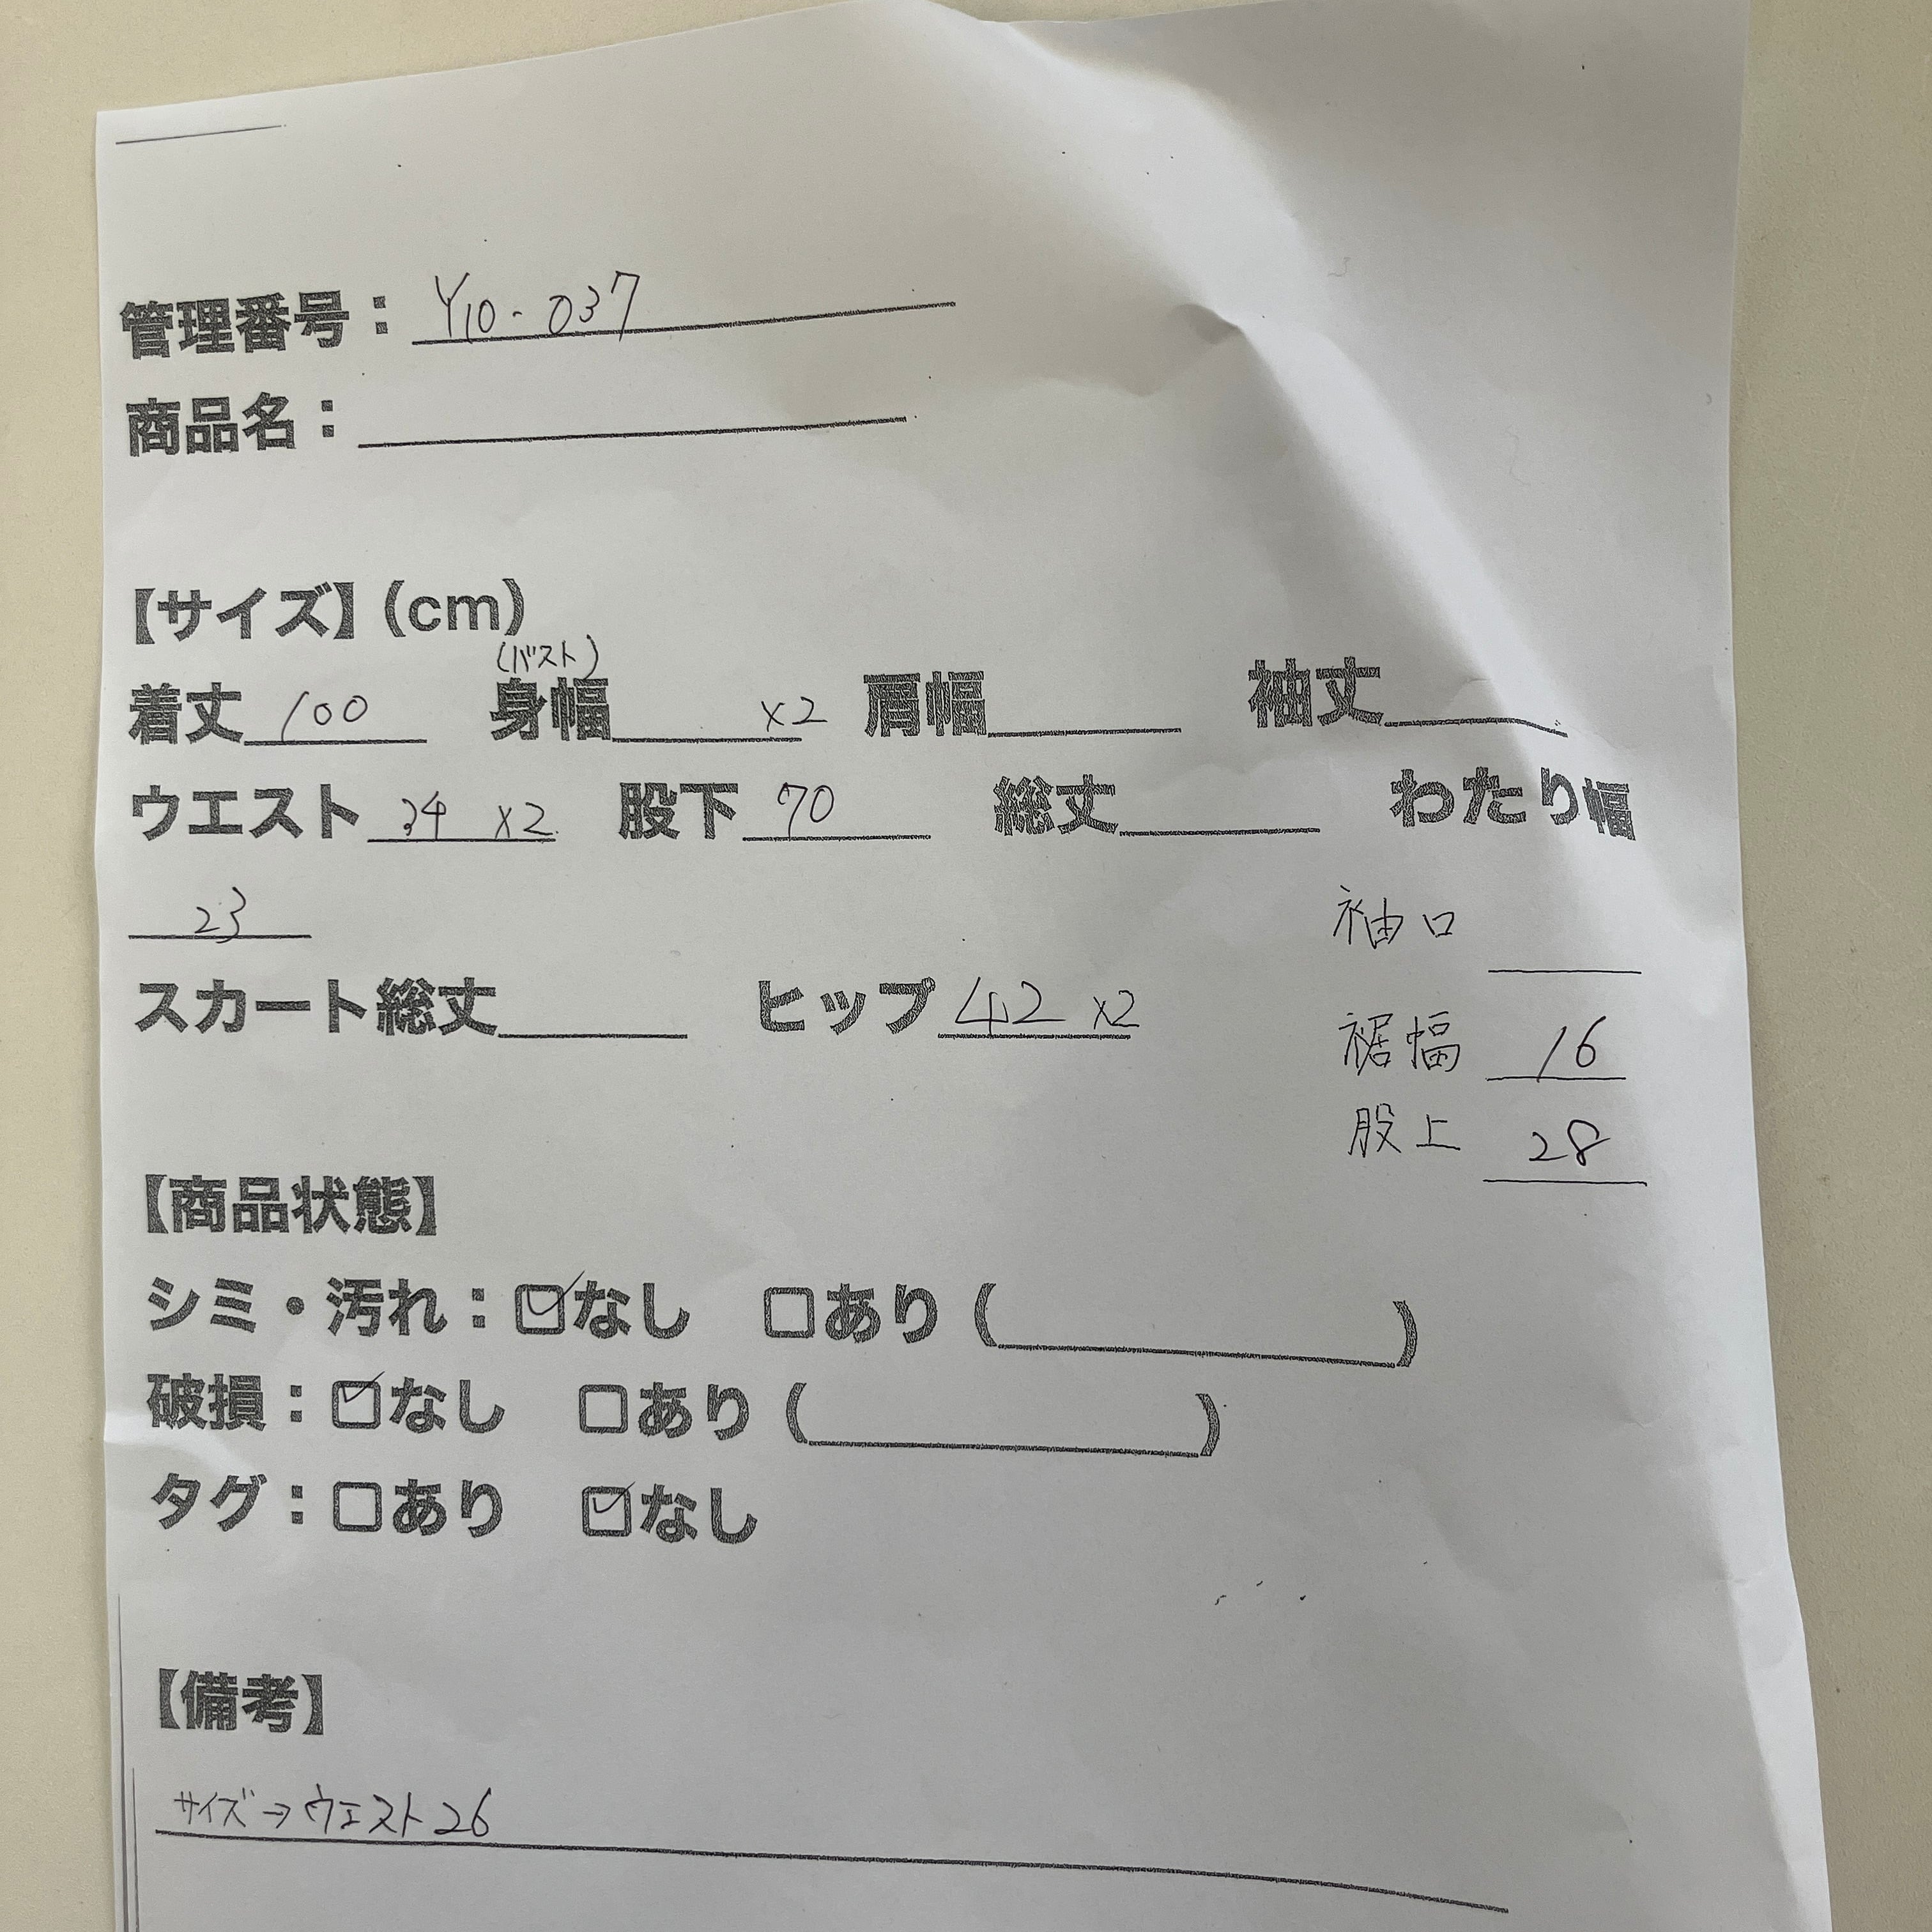 管理番号： Y10-037
商品名：
【サイズ】(cm)
(バスト)
着丈 100 身幅 x2 肩幅 袖丈
ウエスト 34 x2 股下 70 総丈 わたり幅
23
袖口
スカート総丈 ヒップ 42 x2
裾幅 16
股上 28
【商品状態】
シミ・汚れ：☑なし □あり ( )
破損：☑なし □あり ( )
タグ：□あり ☑なし
【備考】
サイズ→ウエスト26